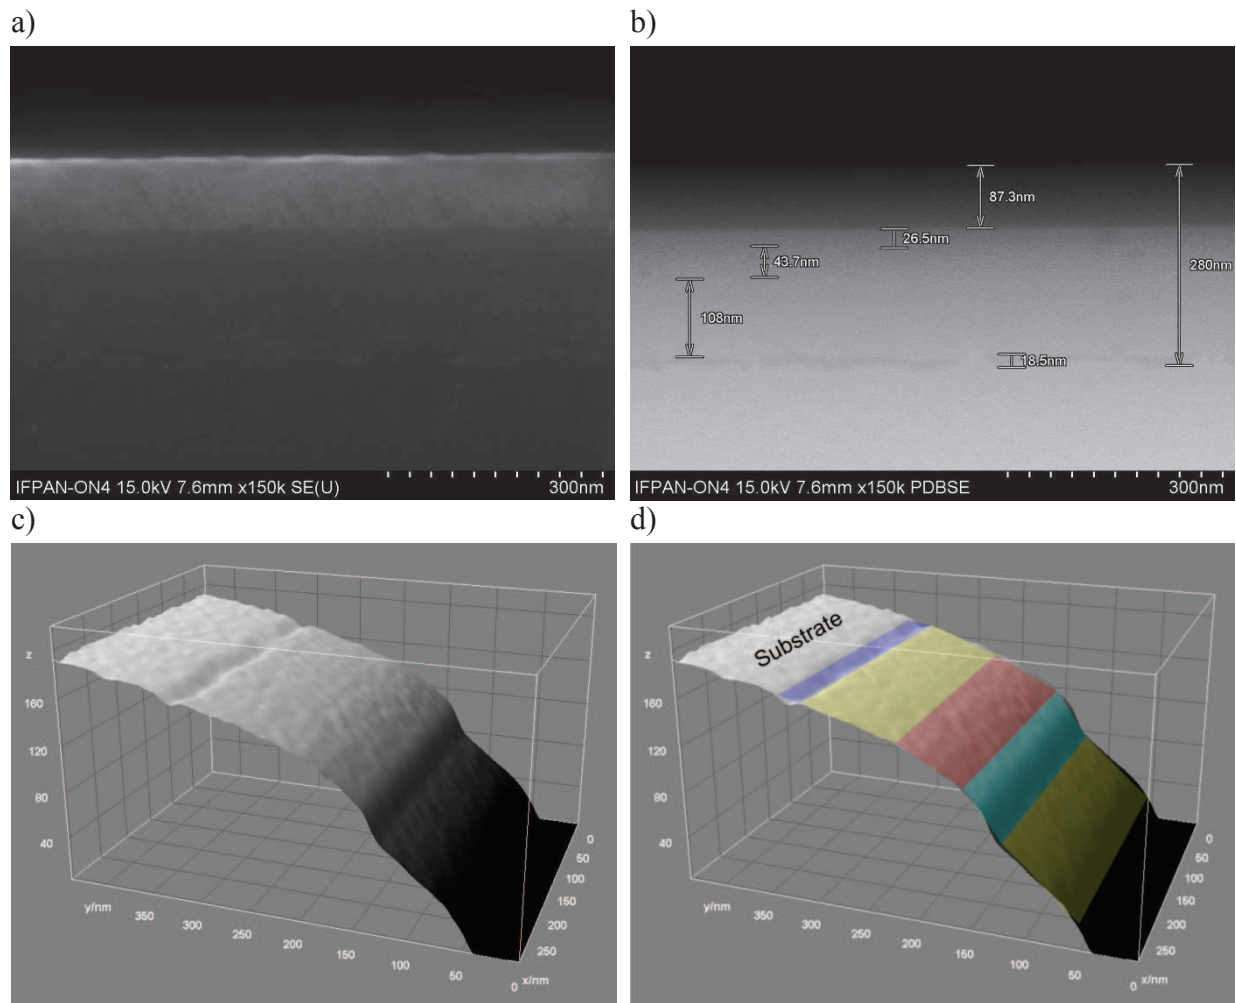 a)
b)
87.3nm
26.5nm
43.7nm
280nm
108nm
18.5nm
IFPAN-ON4 15.0kV 7.6mm x150k SE(U)
300nm
IFPAN-ON4 15.0kV 7.6mm x150k PDBSE
300nm
c)
d)
z
160
120
80
40
y/nm
350
300
250
200
150
100
50
0
x/nm
250
200
150
100
50
0
Substrate
z
160
120
80
40
y/nm
350
300
250
200
150
100
50
0
x/nm
250
200
150
100
50
0